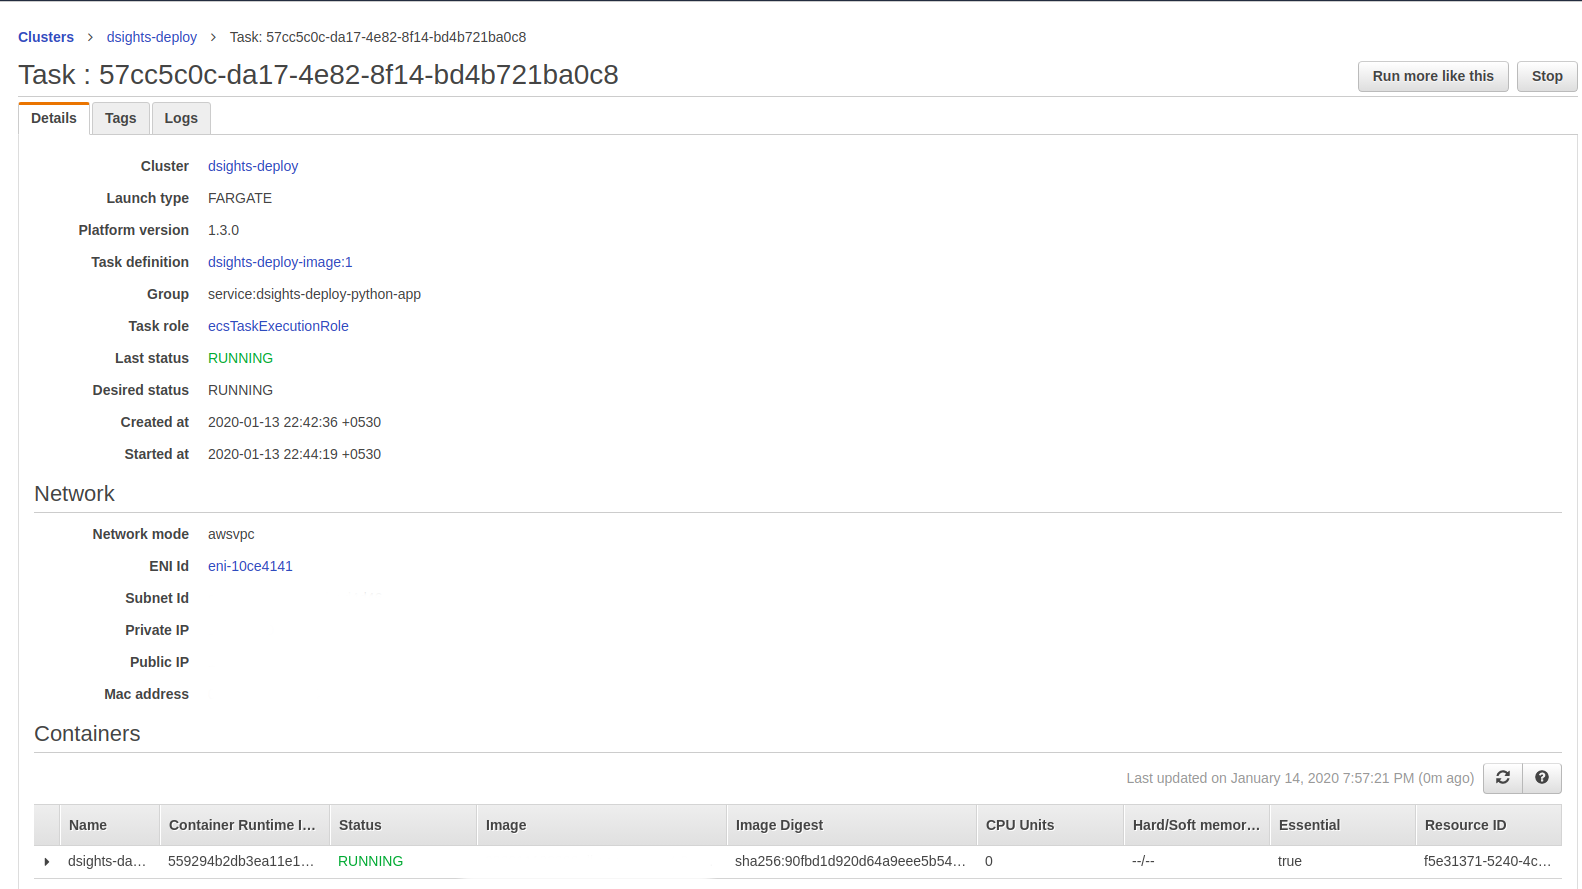 Clusters > dsights-deploy > Task: 57cc5c0c-da17-4e82-8f14-bd4b721ba0c8
Task : 57cc5c0c-da17-4e82-8f14-bd4b721ba0c8
Run more like this Stop
Details Tags Logs
Cluster dsights-deploy
Launch type FARGATE
Platform version 1.3.0
Task definition dsights-deploy-image:1
Group service:dsights-deploy-python-app
Task role ecsTaskExecutionRole
Last status RUNNING
Desired status RUNNING
Created at 2020-01-13 22:42:36 +0530
Started at 2020-01-13 22:44:19 +0530
Network
Network mode awsvpc
ENI Id eni-10ce4141
Subnet Id
Private IP
Public IP
Mac address
Containers
Last updated on January 14, 2020 7:57:21 PM (0m ago)
Name Container Runtime I... Status Image Image Digest CPU Units Hard/Soft memor... Essential Resource ID
dsights-da... 559294b2db3ea11e1... RUNNING sha256:90fbd1d920d64a9eee5b54... 0 --/-- true f5e31371-5240-4c...